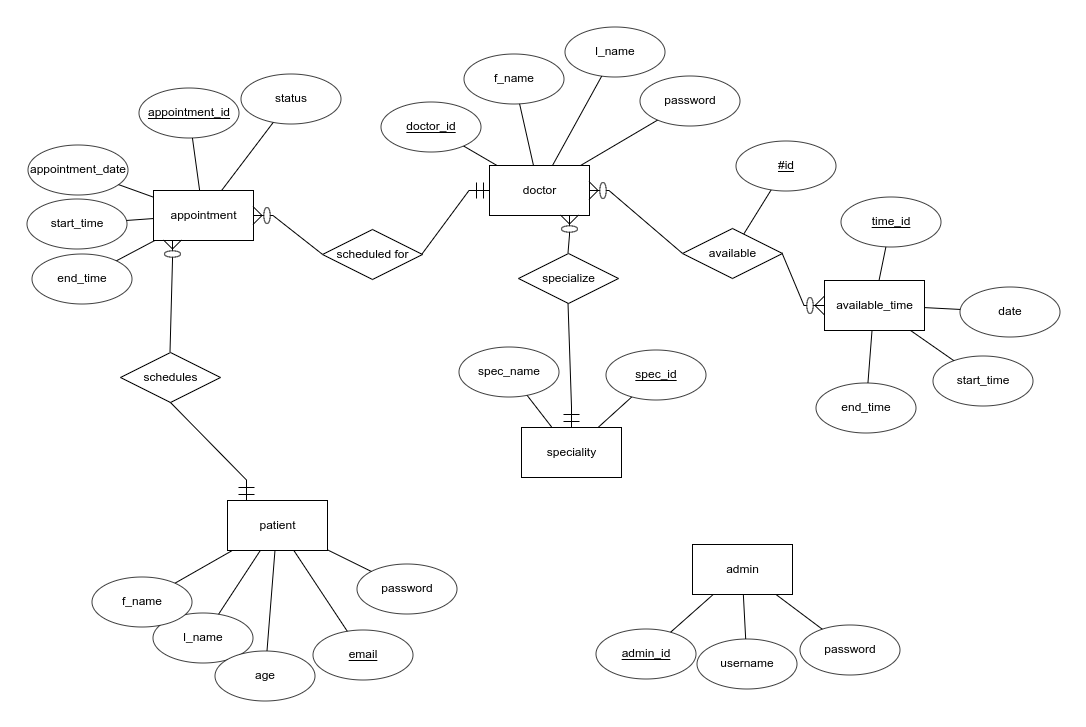 l_name
f_name
status
password
appointment_id
doctor_id
#id
appointment_date
doctor
appointment
start_time
time_id
scheduled for
available
end_time
specialize
available_time
date
spec_name
spec_id
schedules
start_time
end_time
speciality
patient
admin
password
f_name
l_name
email
age
admin_id
username
password